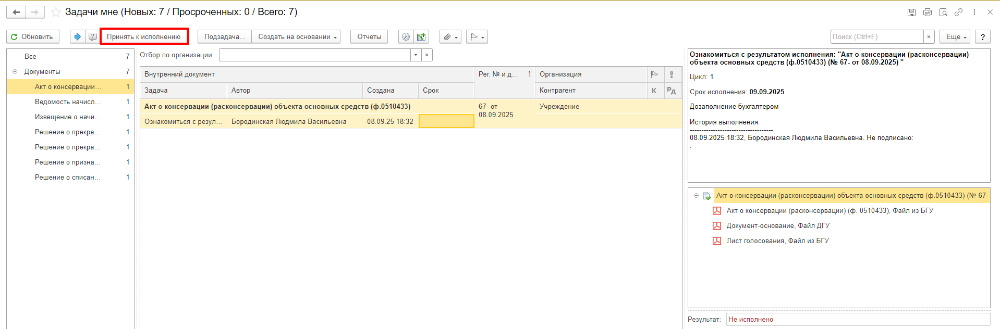 Задачи мне (Новых: 7 / Просроченных: 0 / Всего: 7)
Обновить
Принять к исполнению
Подзадача...
Создать на основании
Отчеты
Поиск (Ctrl+F)
×
Еще
?
Все 7
Документы 7
Акт о консервации... 1
Ведомость начисл... 1
Извещение о начи... 1
Решение о прекра... 1
Решение о прекра... 1
Решение о призна... 1
Решение о списан... 1
Отбор по организации:
×
Внутренний документ Рег. № и д... ↑ Организация
Задача Автор Создана Срок Контрагент К Рд
Акт о консервации (расконсервации) объекта основных средств (ф.0510433) 67- от 08.09.2025 Учреждение
Ознакомиться с резул... Бородинская Людмила Васильевна 08.09.25 18:32
Ознакомиться с результатом исполнения: "Акт о консервации (расконсервации)
объекта основных средств (ф.0510433) (№ 67- от 08.09.2025) "
Цикл: 1
Срок исполнения: 09.09.2025
Дозаполнение бухгалтером
История выполнения:
------------------------------------
08.09.2025 18:32, Бородинская Людмила Васильевна. Не подписано:
.
Акт о консервации (расконсервации) объекта основных средств (ф.0510433) (№ 67-
Акт о консервации (расконсервации) (ф. 0510433), Файл из БГУ
Документ-основание, Файл ДГУ
Лист голосования, Файл из БГУ
Результат: Не исполнено